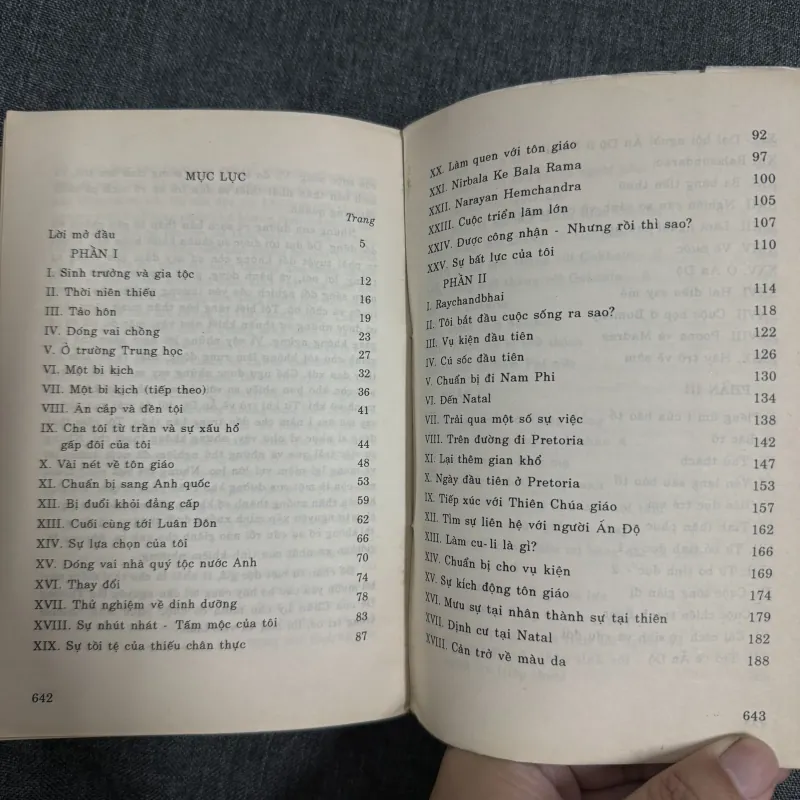 MỤC LỤC
Trang
Lời mở đầu 5
PHẦN I
I. Sinh trưởng và gia tộc 12
II. Thời niên thiếu 16
III. Tảo hôn 19
IV. Đóng vai chồng 23
V. Ở trường Trung học 27
VI. Một bi kịch 32
VII. Một bi kịch (tiếp theo) 36
VIII. Ăn cắp và đền tội 41
IX. Cha tôi từ trần và sự xấu hổ
gấp đôi của tôi 44
X. Vài nét về tôn giáo 48
XI. Chuẩn bị sang Anh quốc 53
XII. Bị đuổi khỏi đẳng cấp 59
XIII. Cuối cùng tới Luân Đôn 62
XIV. Sự lựa chọn của tôi 66
XV. Đóng vai nhà quý tộc nước Anh 70
XVI. Thay đổi 74
XVII. Thử nghiệm về dinh dưỡng 78
XVIII. Sự nhút nhát - Tấm mộc của tôi 83
XIX. Sự tồi tệ của thiếu chân thực 87
642
XX. Làm quen với tôn giáo 92
XXI. Nirbala Ke Bala Rama 97
XXII. Narayan Hemchandra 100
XXIII. Cuộc triển lãm lớn 105
XXIV. Được công nhận - Nhưng rồi thì sao? 107
XXV. Sự bất lực của tôi 110
PHẦN II
I. Raychandbhai 114
II. Tôi bắt đầu cuộc sống ra sao? 118
III. Vụ kiện đầu tiên 122
IV. Cú sốc đầu tiên 126
V. Chuẩn bị đi Nam Phi 130
VI. Đến Natal 134
VII. Trải qua một số sự việc 138
VIII. Trên đường đi Pretoria 142
XI. Lại thêm gian khổ 147
X. Ngày đầu tiên ở Pretoria 153
IX. Tiếp xúc với Thiên Chúa giáo 157
XII. Tìm sự liên hệ với người Ấn Độ 162
XIII. Làm cu-li là gì? 166
XIV. Chuẩn bị cho vụ kiện 169
XV. Sự kích động tôn giáo 174
XVI. Mưu sự tại nhân thành sự tại thiên 179
XVII. Định cư tại Natal 182
XVIII. Cản trở về màu da 188
643